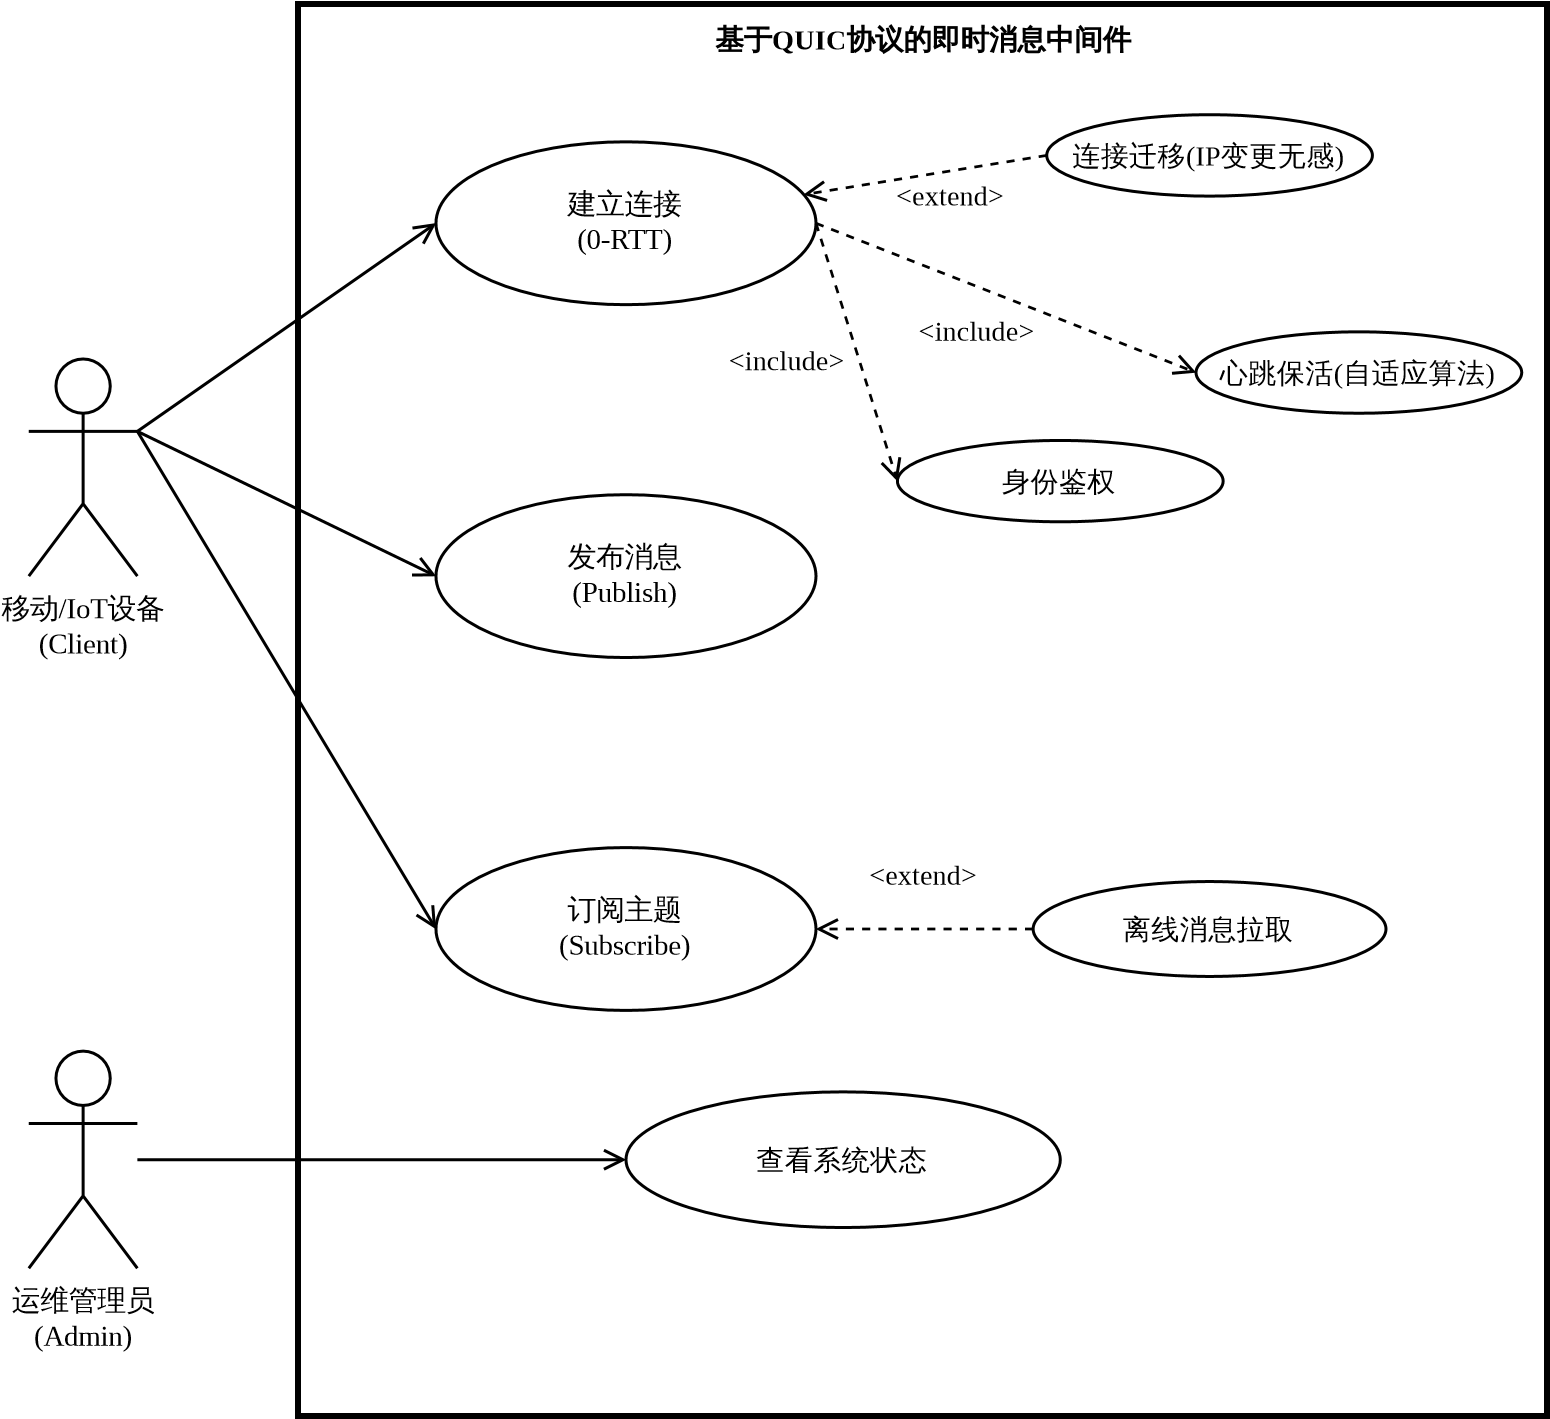 基于QUIC协议的即时消息中间件
连接迁移(IP变更无感)
<extend>
建立连接
(0-RTT)
<include>
<include>
心跳保活(自适应算法)
身份鉴权
发布消息
(Publish)
移动/IoT设备
(Client)
<extend>
订阅主题
(Subscribe)
离线消息拉取
查看系统状态
运维管理员
(Admin)